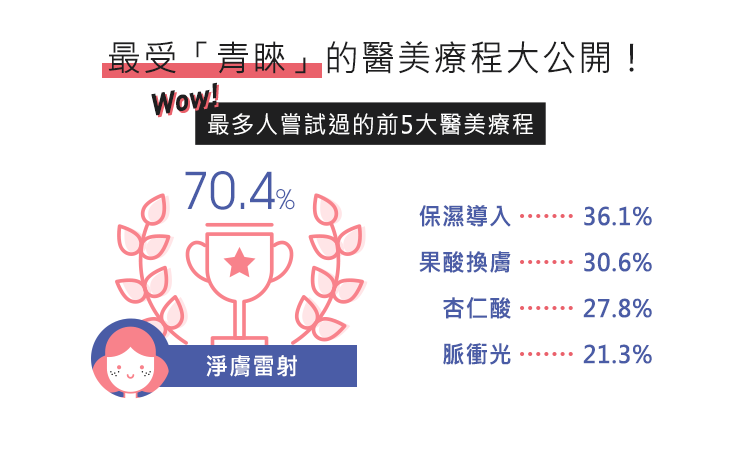 最受「青睞」的醫美療程大公開！
Wow!
最多人嘗試過的前5大醫美療程
70.4%
淨膚雷射
保濕導入 ······· 36.1%
果酸換膚 ······· 30.6%
杏仁酸 ······· 27.8%
脈衝光 ······· 21.3%